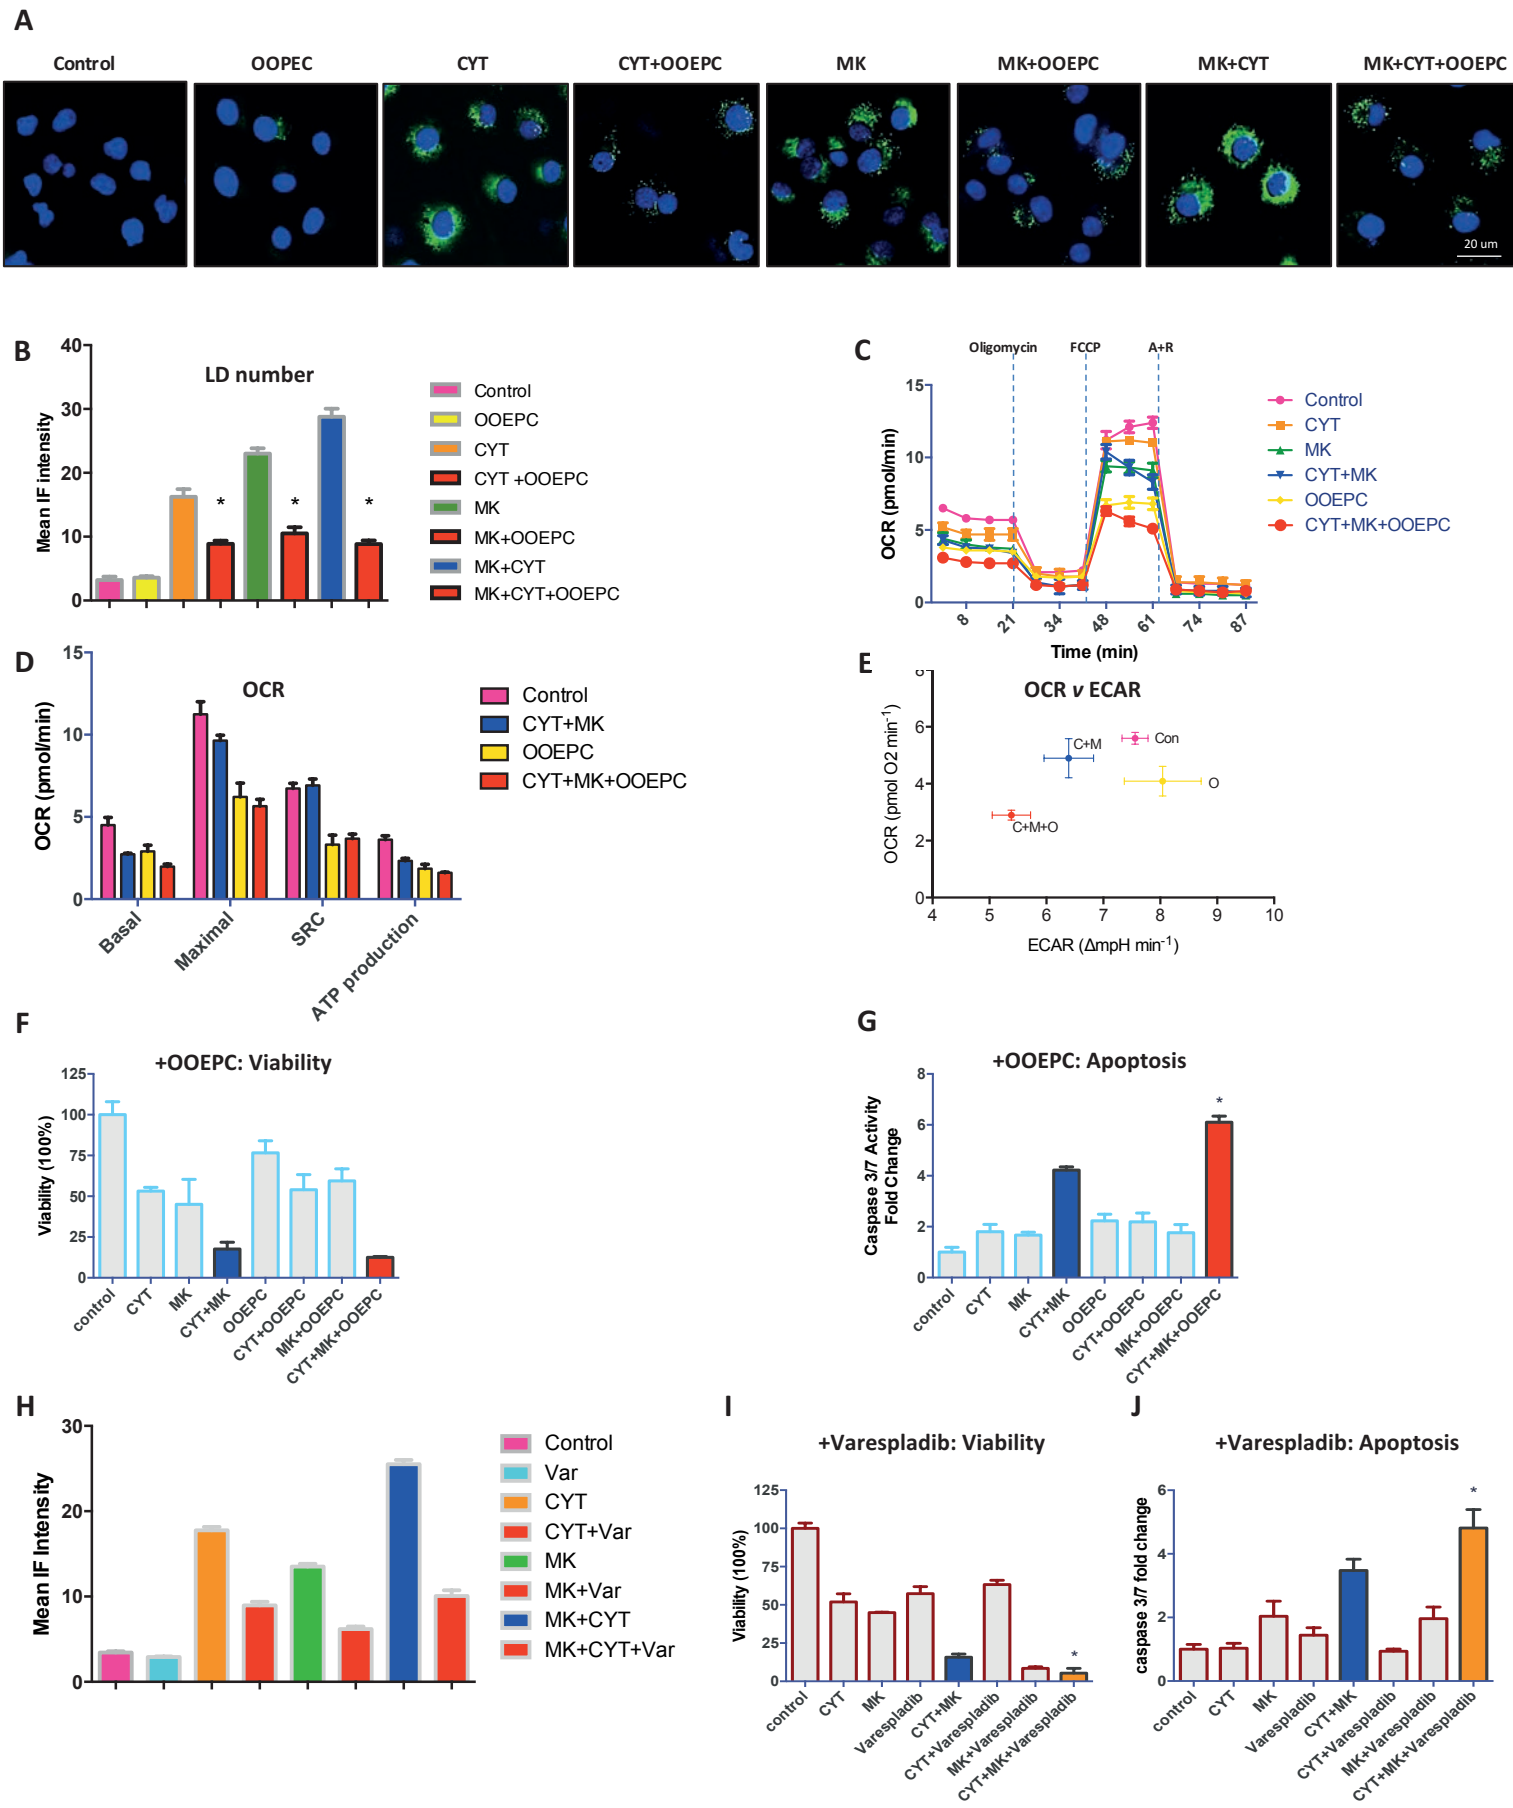 A
Control
OOPEC
CYT
CYT+OOEPC
MK
MK+OOEPC
MK+CYT
MK+CYT+OOEPC
20 um
B
LD number
Mean IF intensity
40
30
20
10
0
*
*
*
Control
OOEPC
CYT
CYT +OOEPC
MK
MK+OOEPC
MK+CYT
MK+CYT+OOEPC
C
Oligomycin
FCCP
A+R
OCR (pmol/min)
15
10
5
0
8
21
34
48
61
74
87
Time (min)
Control
CYT
MK
CYT+MK
OOEPC
CYT+MK+OOEPC
D
OCR
OCR (pmol/min)
15
10
5
0
Basal
Maximal
SRC
ATP production
Control
CYT+MK
OOEPC
CYT+MK+OOEPC
E
OCR v ECAR
OCR (pmol O2 min-1)
8
6
4
2
0
C+M
Con
O
C+M+O
4
5
6
7
8
9
10
ECAR (ΔmpH min-1)
F
+OOEPC: Viability
Viability (100%)
125
100
75
50
25
0
control
CYT
MK
CYT+MK
OOEPC
CYT+OOEPC
MK+OOEPC
CYT+MK+OOEPC
G
+OOEPC: Apoptosis
Caspase 3/7 Activity
Fold Change
8
6
4
2
0
*
control
CYT
MK
CYT+MK
OOEPC
CYT+OOEPC
MK+OOEPC
CYT+MK+OOEPC
H
Mean IF Intensity
30
20
10
0
Control
Var
CYT
CYT+Var
MK
MK+Var
MK+CYT
MK+CYT+Var
I
+Varespladib: Viability
Viability (100%)
125
100
75
50
25
0
*
control
CYT
MK
Varespladib
CYT+MK
CYT+Varespladib
MK+Varespladib
CYT+MK+Varespladib
J
+Varespladib: Apoptosis
caspase 3/7 fold change
6
4
2
0
*
control
CYT
MK
Varespladib
CYT+MK
CYT+Varespladib
MK+Varespladib
CYT+MK+Varespladib